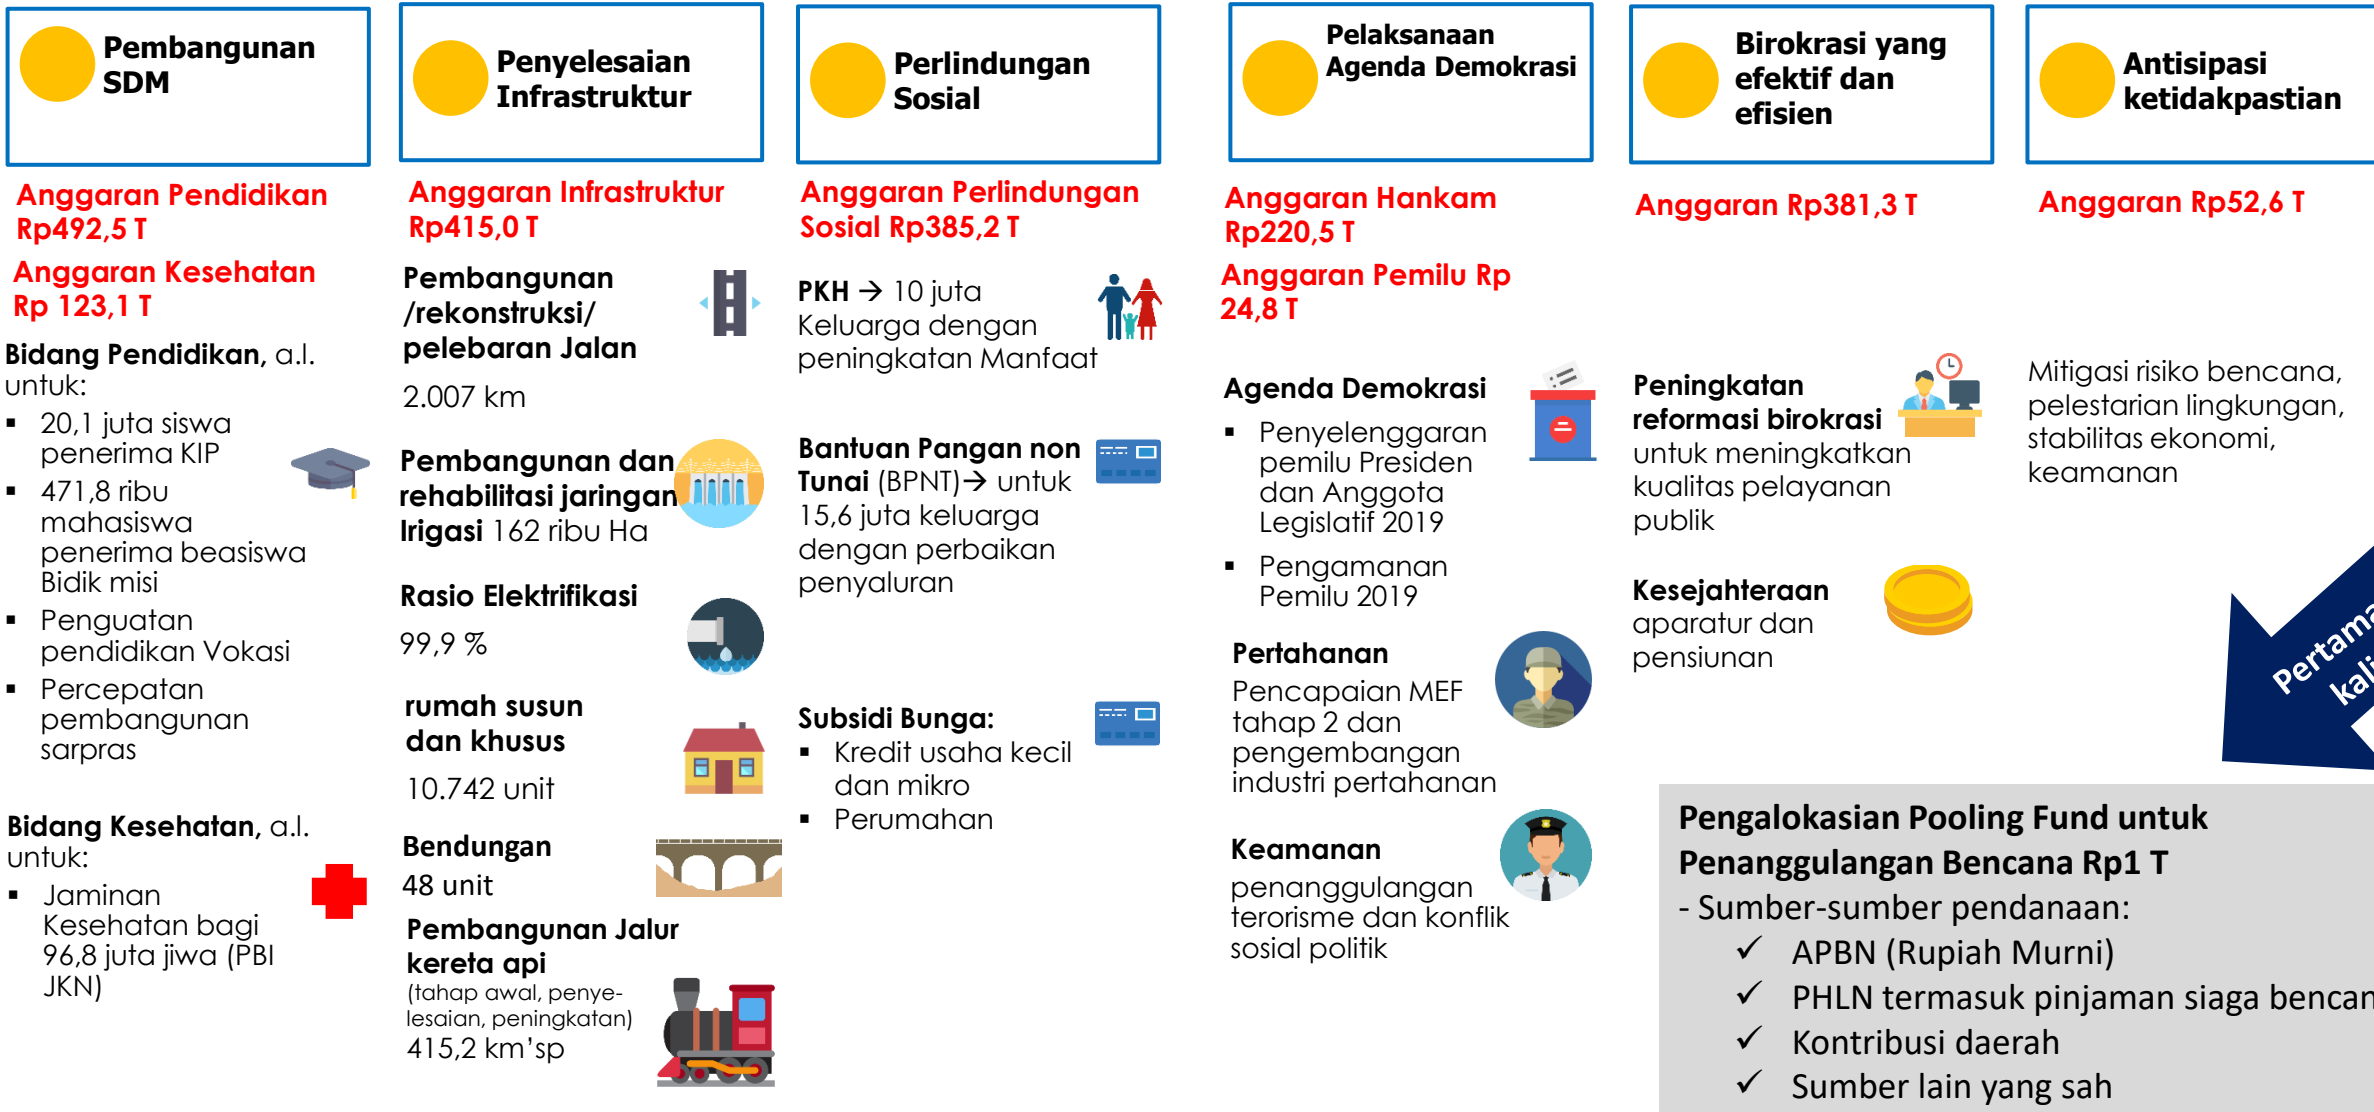 Pembangunan
SDM
Anggaran Pendidikan
Rp492,5 T
Anggaran Kesehatan
Rp 123,1 T
Bidang Pendidikan, a.l.
untuk:
▪ 20,1 juta siswa
penerima KIP
▪ 471,8 ribu
mahasiswa
penerima beasiswa
Bidik misi
▪ Penguatan
pendidikan Vokasi
▪ Percepatan
pembangunan
sarpras
Bidang Kesehatan, a.l.
untuk:
▪ Jaminan
Kesehatan bagi
96,8 juta jiwa (PBI
JKN)
Penyelesaian
Infrastruktur
Anggaran Infrastruktur
Rp415,0 T
Pembangunan
/rekonstruksi/
pelebaran Jalan
2.007 km
Pembangunan dan
rehabilitasi jaringan
Irigasi 162 ribu Ha
Rasio Elektrifikasi
99,9 %
rumah susun
dan khusus
10.742 unit
Bendungan
48 unit
Pembangunan Jalur
kereta api
(tahap awal, penye-
lesaian, peningkatan)
415,2 km'sp
Perlindungan
Sosial
Anggaran Perlindungan
Sosial Rp385,2 T
PKH → 10 juta
Keluarga dengan
peningkatan Manfaat
Bantuan Pangan non
Tunai (BPNT)→ untuk
15,6 juta keluarga
dengan perbaikan
penyaluran
Subsidi Bunga:
▪ Kredit usaha kecil
dan mikro
▪ Perumahan
Pelaksanaan
Agenda Demokrasi
Anggaran Hankam
Rp220,5 T
Anggaran Pemilu Rp
24,8 T
Agenda Demokrasi
▪ Penyelenggaran
pemilu Presiden
dan Anggota
Legislatif 2019
▪ Pengamanan
Pemilu 2019
Pertahanan
Pencapaian MEF
tahap 2 dan
pengembangan
industri pertahanan
Keamanan
penanggulangan
terorisme dan konflik
sosial politik
Birokrasi yang
efektif dan
efisien
Anggaran Rp381,3 T
Peningkatan
reformasi birokrasi
untuk meningkatkan
kualitas pelayanan
publik
Kesejahteraan
aparatur dan
pensiunan
Antisipasi
ketidakpastian
Anggaran Rp52,6 T
Mitigasi risiko bencana,
pelestarian lingkungan,
stabilitas ekonomi,
keamanan
Pertama
kali
Pengalokasian Pooling Fund untuk
Penanggulangan Bencana Rp1 T
- Sumber-sumber pendanaan:
✓ APBN (Rupiah Murni)
✓ PHLN termasuk pinjaman siaga bencan
✓ Kontribusi daerah
✓ Sumber lain yang sah